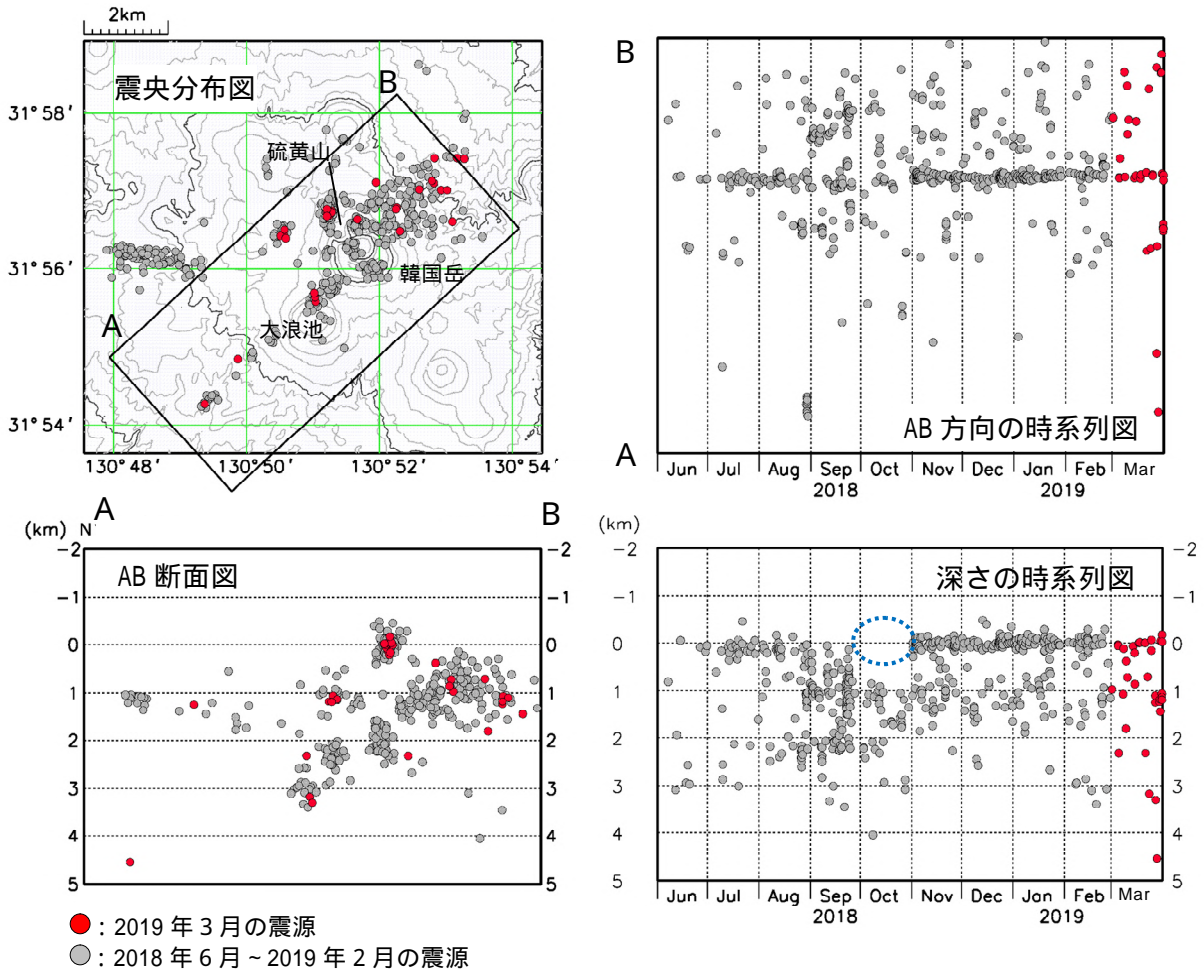 2km
震央分布図
B
硫黄山
韓国岳
大浪池
A
31°58′
31°56′
31°54′
130°48′ 130°50′ 130°52′ 130°54′
B
A
AB 方向の時系列図
Jun Jul Aug Sep Oct Nov Dec Jan Feb Mar
2018 2019
A B
(km) N
AB 断面図
-2 -2
-1 -1
0 0
1 1
2 2
3 3
4 4
5 5
(km)
深さの時系列図
-2 -2
-1 -1
0 0
1 1
2 2
3 3
4 4
5 5
Jun Jul Aug Sep Oct Nov Dec Jan Feb Mar
2018 2019
：2019 年 3 月の震源
：2018 年 6 月 ~ 2019 年 2 月の震源